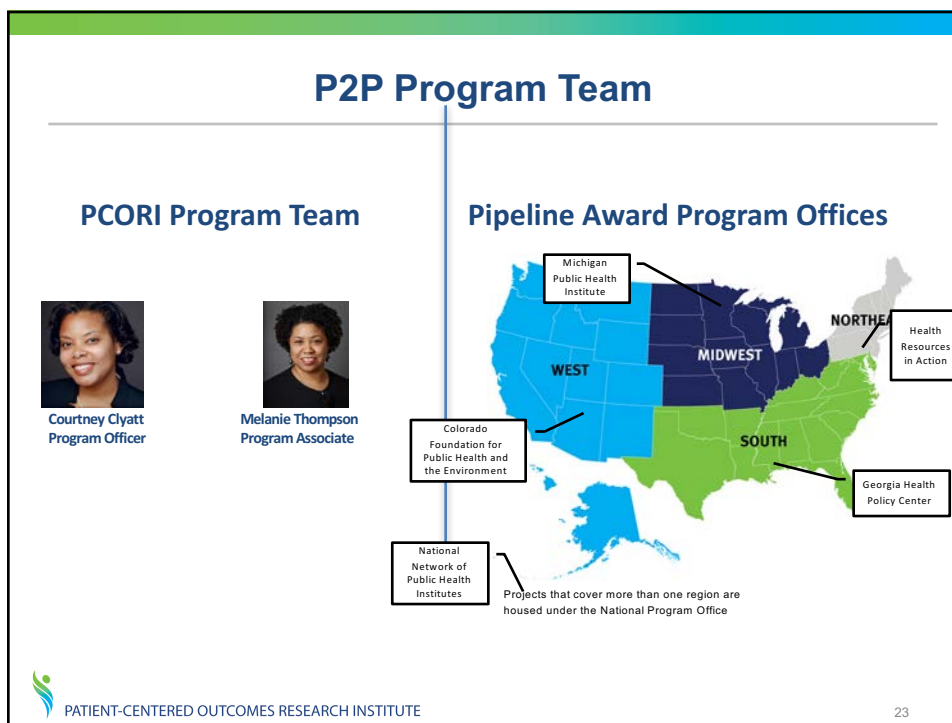 P2P Program Team
PCORI Program Team
Courtney Clyatt
Program Officer
Melanie Thompson
Program Associate
Pipeline Award Program Offices
Michigan
Public Health
Institute
NORTHEA
Health
Resources
in Action
MIDWEST
WEST
Colorado
Foundation for
Public Health and
the Environment
SOUTH
Georgia Health
Policy Center
National
Network of
Public Health
Institutes
Projects that cover more than one region are
housed under the National Program Office
PATIENT-CENTERED OUTCOMES RESEARCH INSTITUTE
23